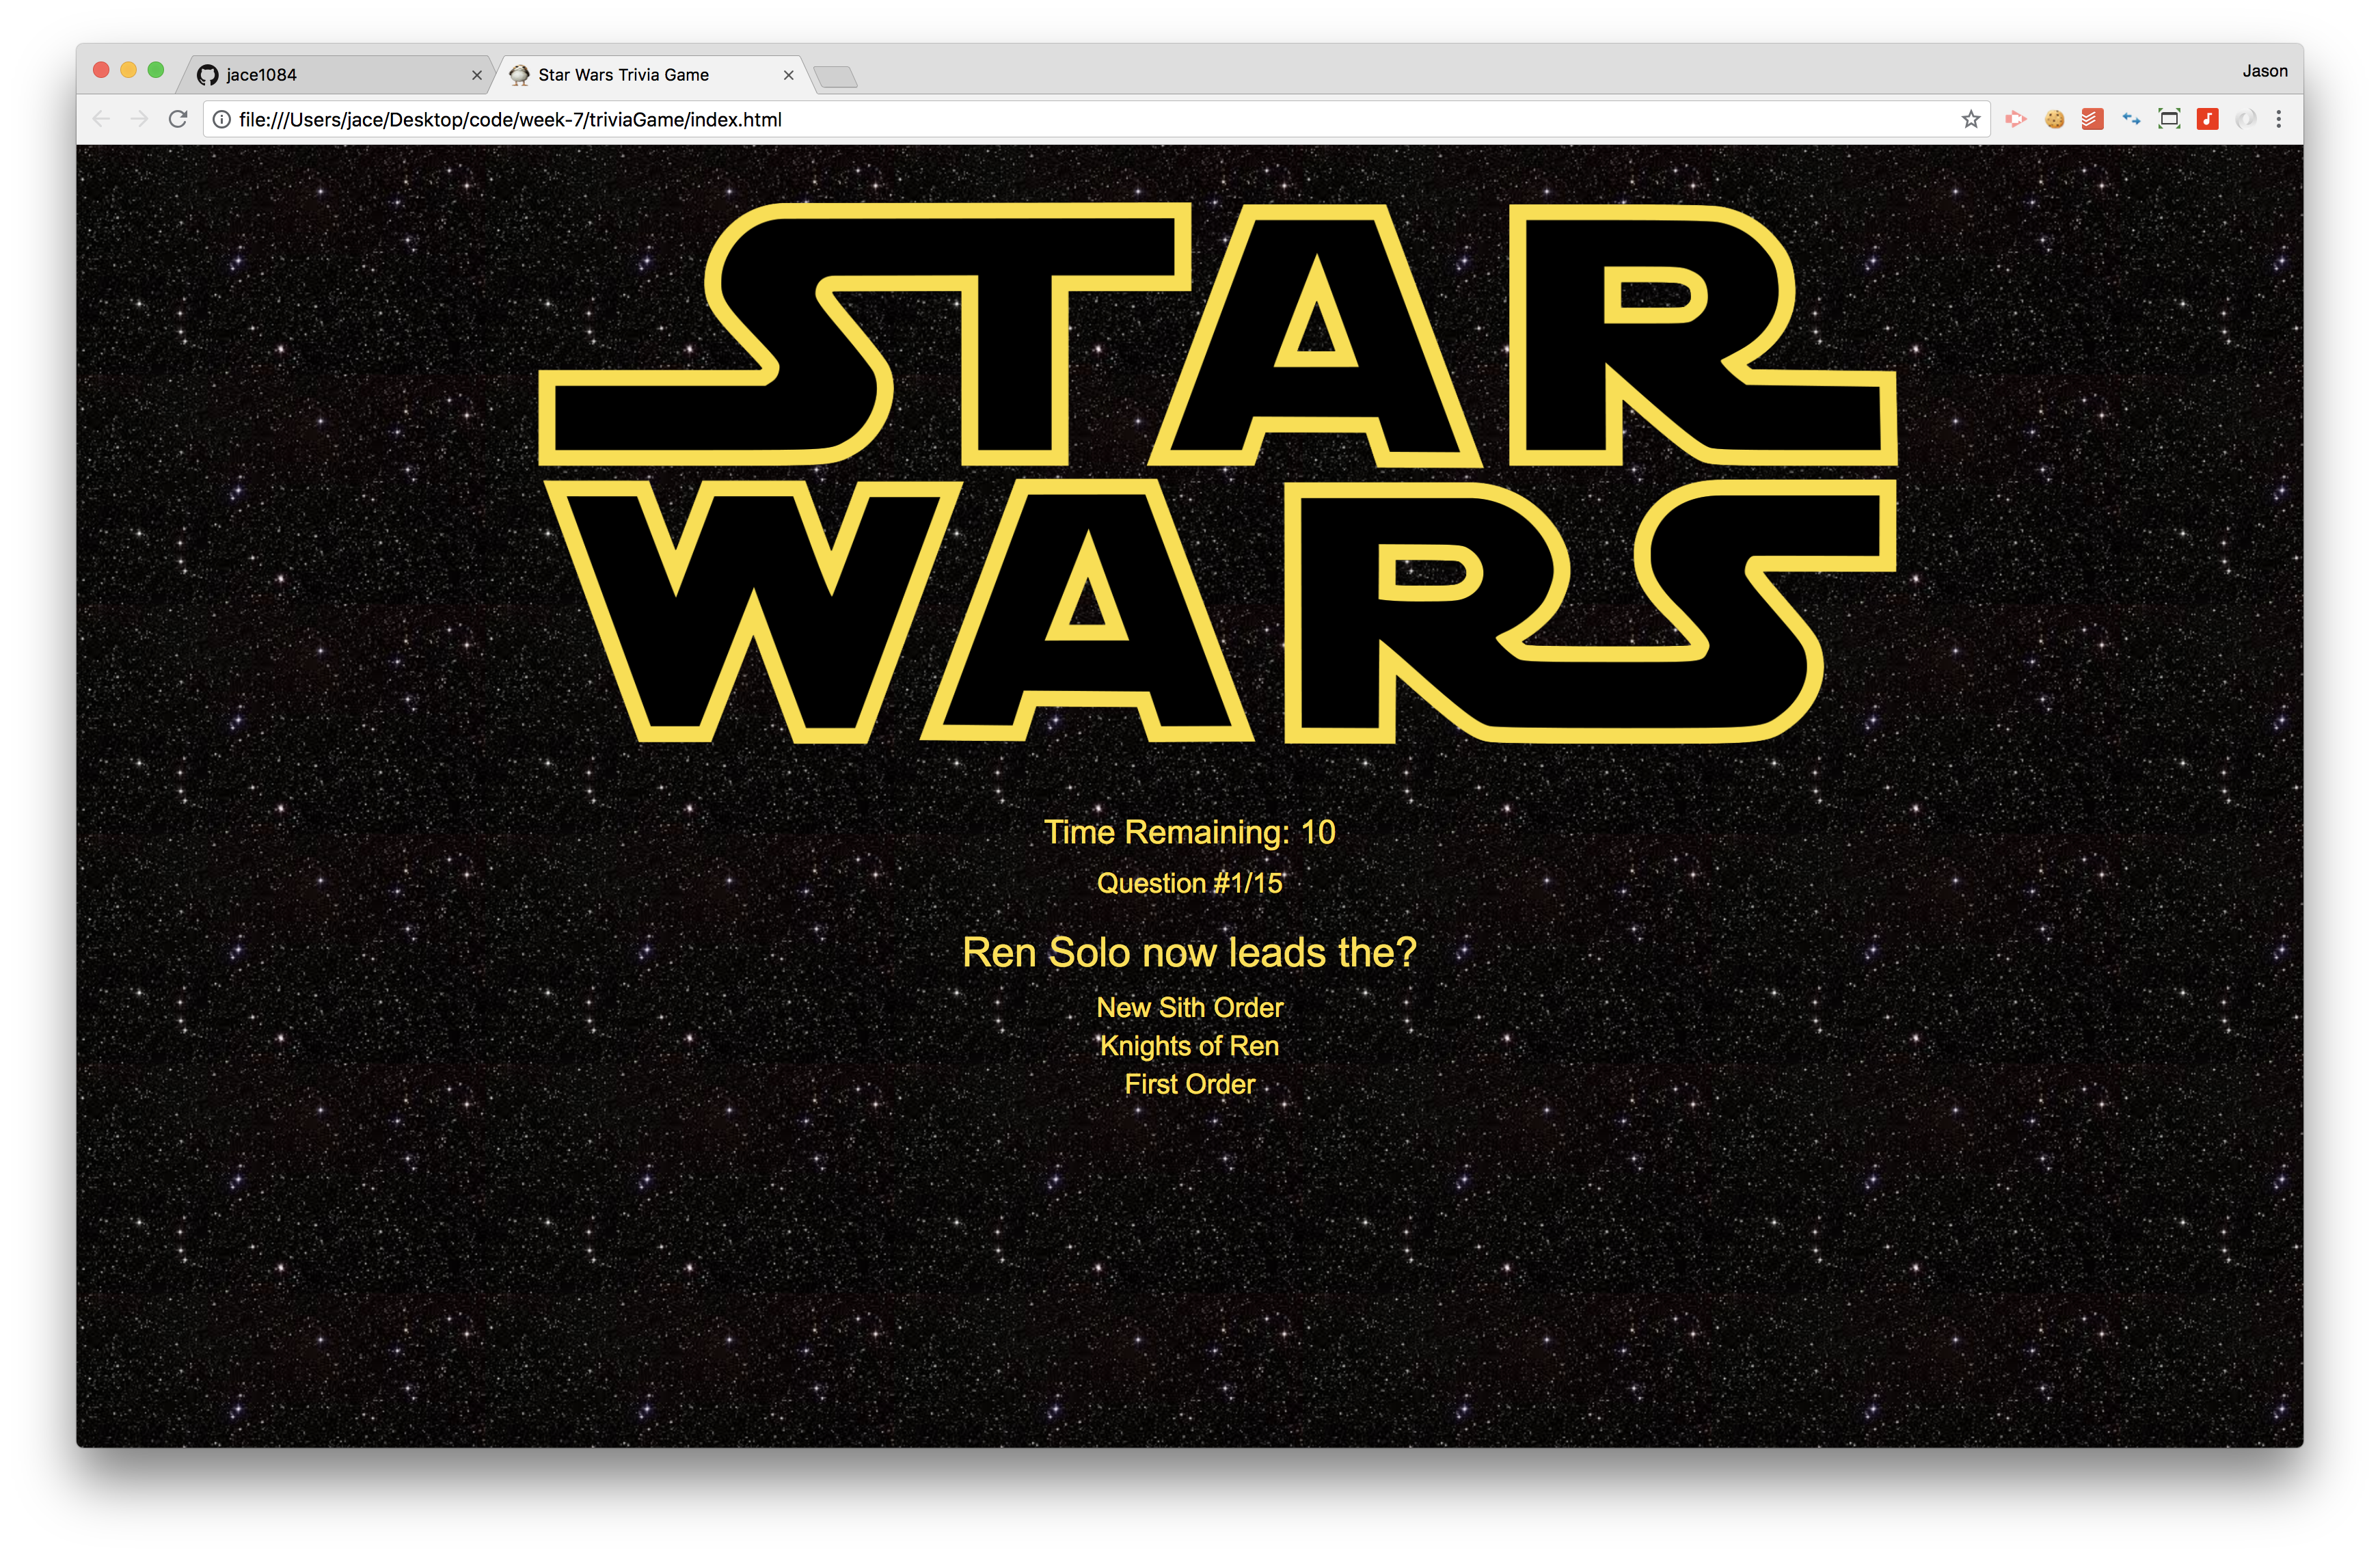 jace1084
Star Wars Trivia Game
Jason
file:///Users/jace/Desktop/code/week-7/triviaGame/index.html
STAR
WARS
Time Remaining: 10
Question #1/15
Ren Solo now leads the?
New Sith Order
Knights of Ren
First Order